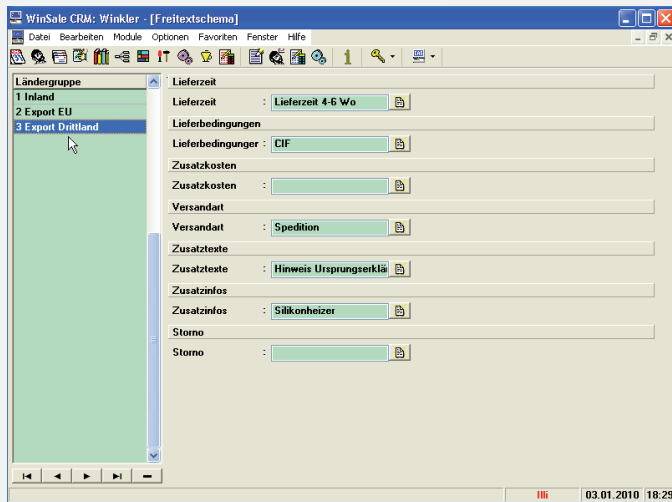 WinSale CRM: Winkler - [Freitextschema]
Datei Bearbeiten Module Optionen Favoriten Fenster Hilfe
Ländergruppe
1 Inland
2 Export EU
3 Export Drittland
Lieferzeit
Lieferzeit : Lieferzeit 4-6 Wo
Lieferbedingungen
Lieferbedingunger : CIF
Zusatzkosten
Zusatzkosten :
Versandart
Versandart : Spedition
Zusatztexte
Zusatztexte : Hinweis Ursprungserklä
Zusatzinfos
Zusatzinfos : Silikonheizer
Storno
Storno :
Illi 03.01.2010 18:29